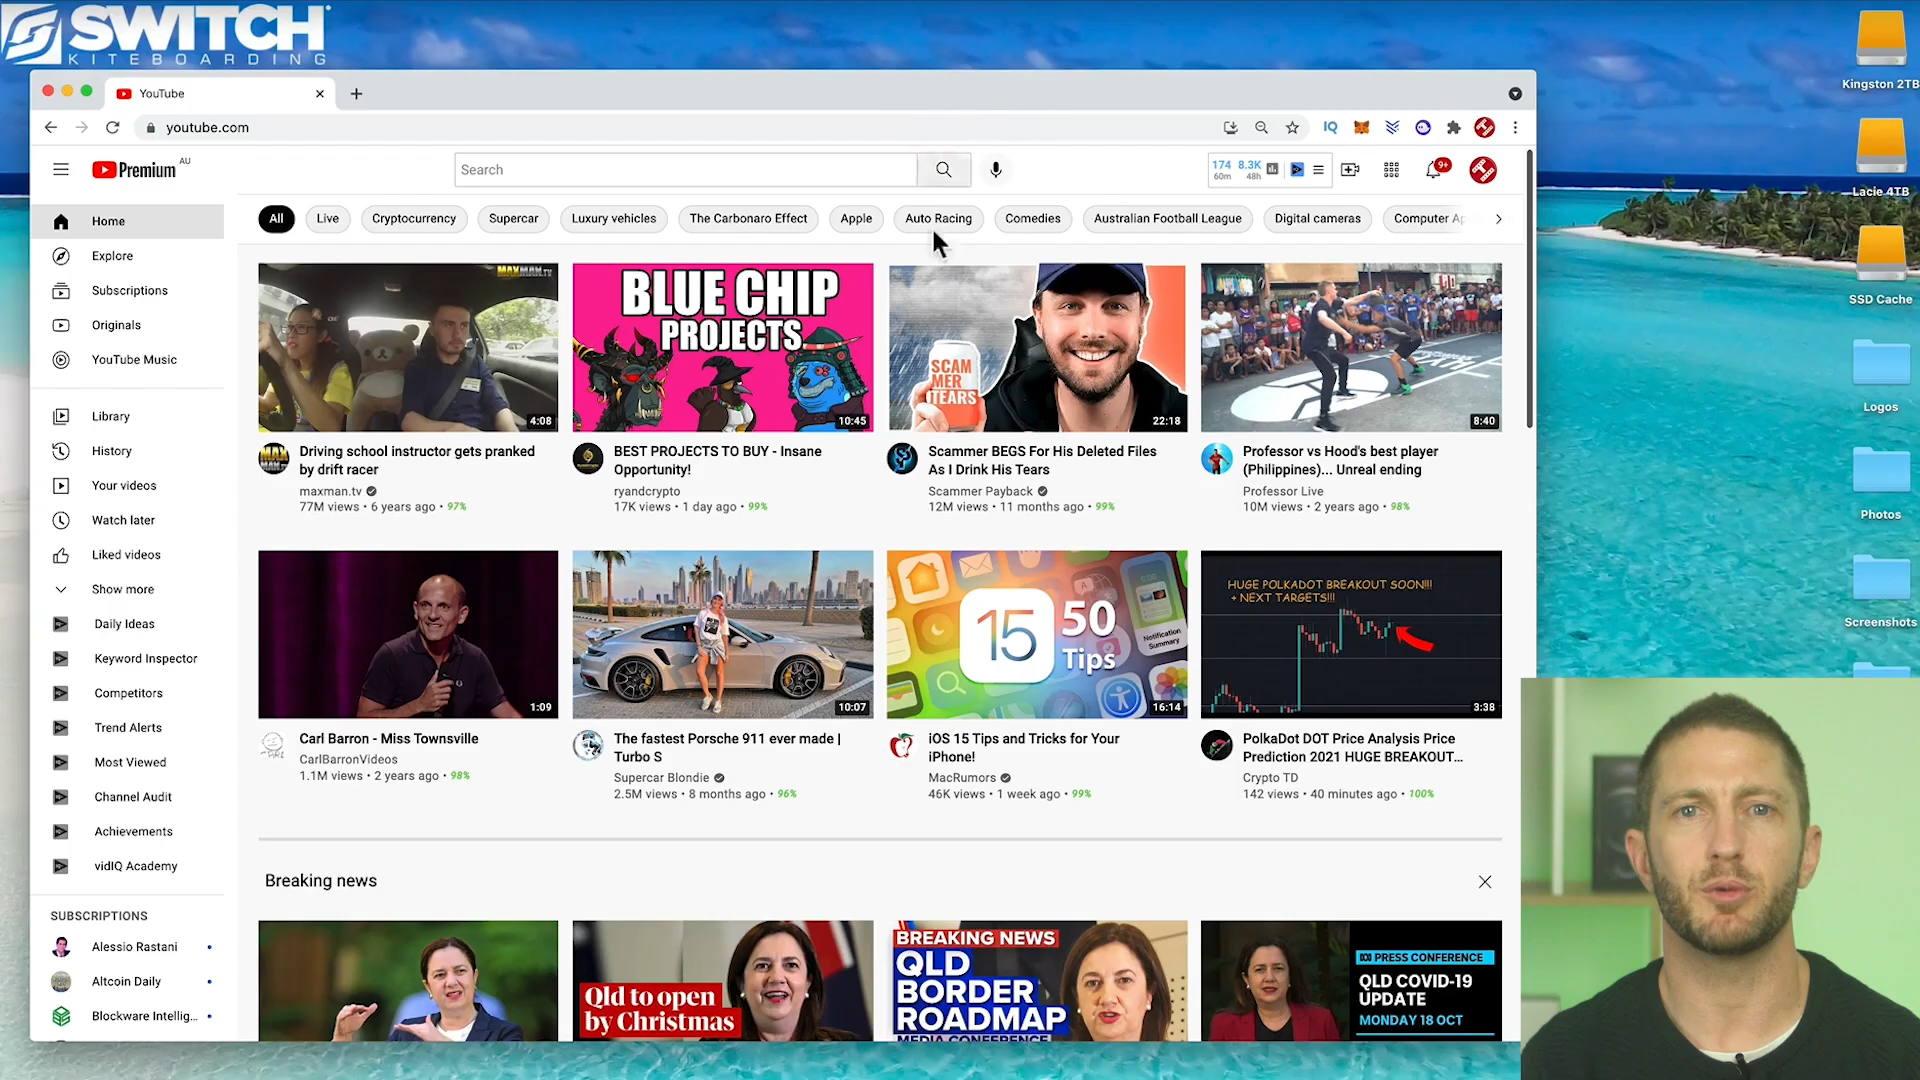 SWITCH
KITEBOARDING
YouTube
youtube.com
IQ
Premium
AU
Search
174 8.3K
60m 48h
9+
Home
Explore
Subscriptions
Originals
YouTube Music
Library
History
Your videos
Watch later
Liked videos
Show more
Daily Ideas
Keyword Inspector
Competitors
Trend Alerts
Most Viewed
Channel Audit
Achievements
vidIQ Academy
SUBSCRIPTIONS
Alessio Rastani
Altcoin Daily
Blockware Intellig...
All
Live
Cryptocurrency
Supercar
Luxury vehicles
The Carbonaro Effect
Apple
Auto Racing
Comedies
Australian Football League
Digital cameras
Computer Ap
MAXMAN.TV
4:08
Driving school instructor gets pranked
by drift racer
maxman.tv
77M views • 6 years ago • 97%
BLUE CHIP
PROJECTS
10:45
BEST PROJECTS TO BUY - Insane
Opportunity!
ryandcrypto
17K views • 1 day ago • 99%
SCAM
MER
TEARS
22:18
Scammer BEGS For His Deleted Files
As I Drink His Tears
Scammer Payback
12M views • 11 months ago • 99%
8:40
Professor vs Hood's best player
(Philippines)... Unreal ending
Professor Live
10M views • 2 years ago • 98%
1:09
Carl Barron - Miss Townsville
CarlBarronVideos
1.1M views • 2 years ago • 98%
10:07
The fastest Porsche 911 ever made |
Turbo S
Supercar Blondie
2.5M views • 8 months ago • 96%
15
50
Tips
Notification
Summary
16:14
iOS 15 Tips and Tricks for Your
iPhone!
MacRumors
46K views • 1 week ago • 99%
HUGE POLKADOT BREAKOUT SOON!!!
+ NEXT TARGETS!!!
3:38
PolkaDot DOT Price Analysis Price
Prediction 2021 HUGE BREAKOUT...
Crypto TD
142 views • 40 minutes ago • 100%
Breaking news
Qld to open
by Christmas
BREAKING NEWS
QLD
BORDER
ROADMAP
MEDIA CONFERENCE
PRESS CONFERENCE
QLD COVID-19
UPDATE
MONDAY 18 OCT
Kingston 2TB
Lacie 4TB
SSD Cache
Logos
Photos
Screenshots